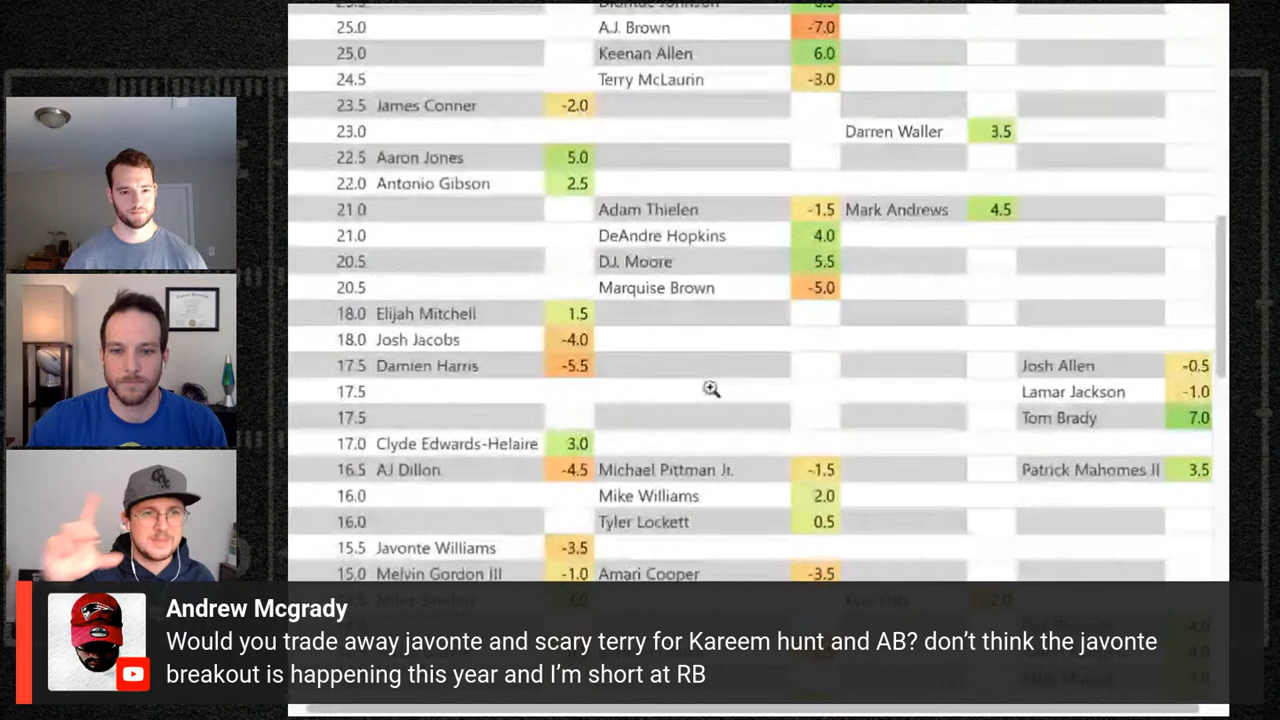 25.0 A.J. Brown -7.0
25.0 Keenan Allen 6.0
24.5 Terry McLaurin -3.0
23.5 James Conner -2.0
23.0 Darren Waller 3.5
22.5 Aaron Jones 5.0
22.0 Antonio Gibson 2.5
21.0 Adam Thielen -1.5 Mark Andrews 4.5
21.0 DeAndre Hopkins 4.0
20.5 D.J. Moore 5.5
20.5 Marquise Brown -5.0
18.0 Elijah Mitchell 1.5
18.0 Josh Jacobs -4.0
17.5 Damien Harris -5.5 Josh Allen -0.5
17.5 Lamar Jackson -1.0
17.5 Tom Brady 7.0
17.0 Clyde Edwards-Helaire 3.0
16.5 AJ Dillon -4.5 Michael Pittman Jr. -1.5 Patrick Mahomes II 3.5
16.0 Mike Williams 2.0
16.0 Tyler Lockett 0.5
15.5 Javonte Williams -3.5
15.0 Melvin Gordon III -1.0 Amari Cooper -3.5
Andrew Mcgrady
Would you trade away javonte and scary terry for Kareem hunt and AB? don't think the javonte
breakout is happening this year and I'm short at RB